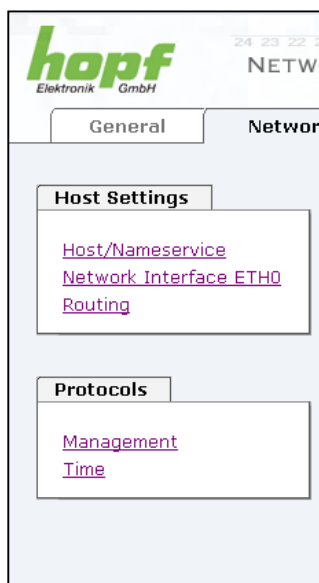 hopf
Elektronik GmbH
24 23 22
NETW
General
Networ
Host Settings
Host/Nameservice
Network Interface ETH0
Routing
Protocols
Management
Time